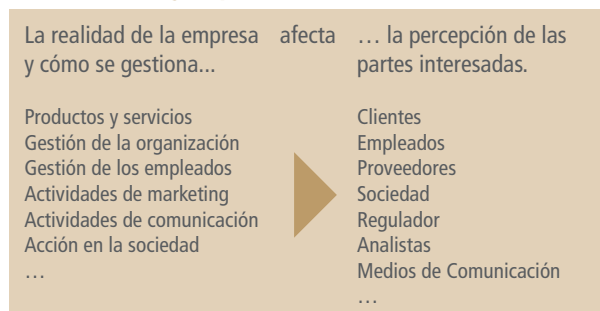 La realidad de la empresa afecta … la percepción de las
y cómo se gestiona... partes interesadas.
Productos y servicios
Gestión de la organización
Gestión de los empleados
Actividades de marketing
Actividades de comunicación
Acción en la sociedad
…
Clientes
Empleados
Proveedores
Sociedad
Regulador
Analistas
Medios de Comunicación
…